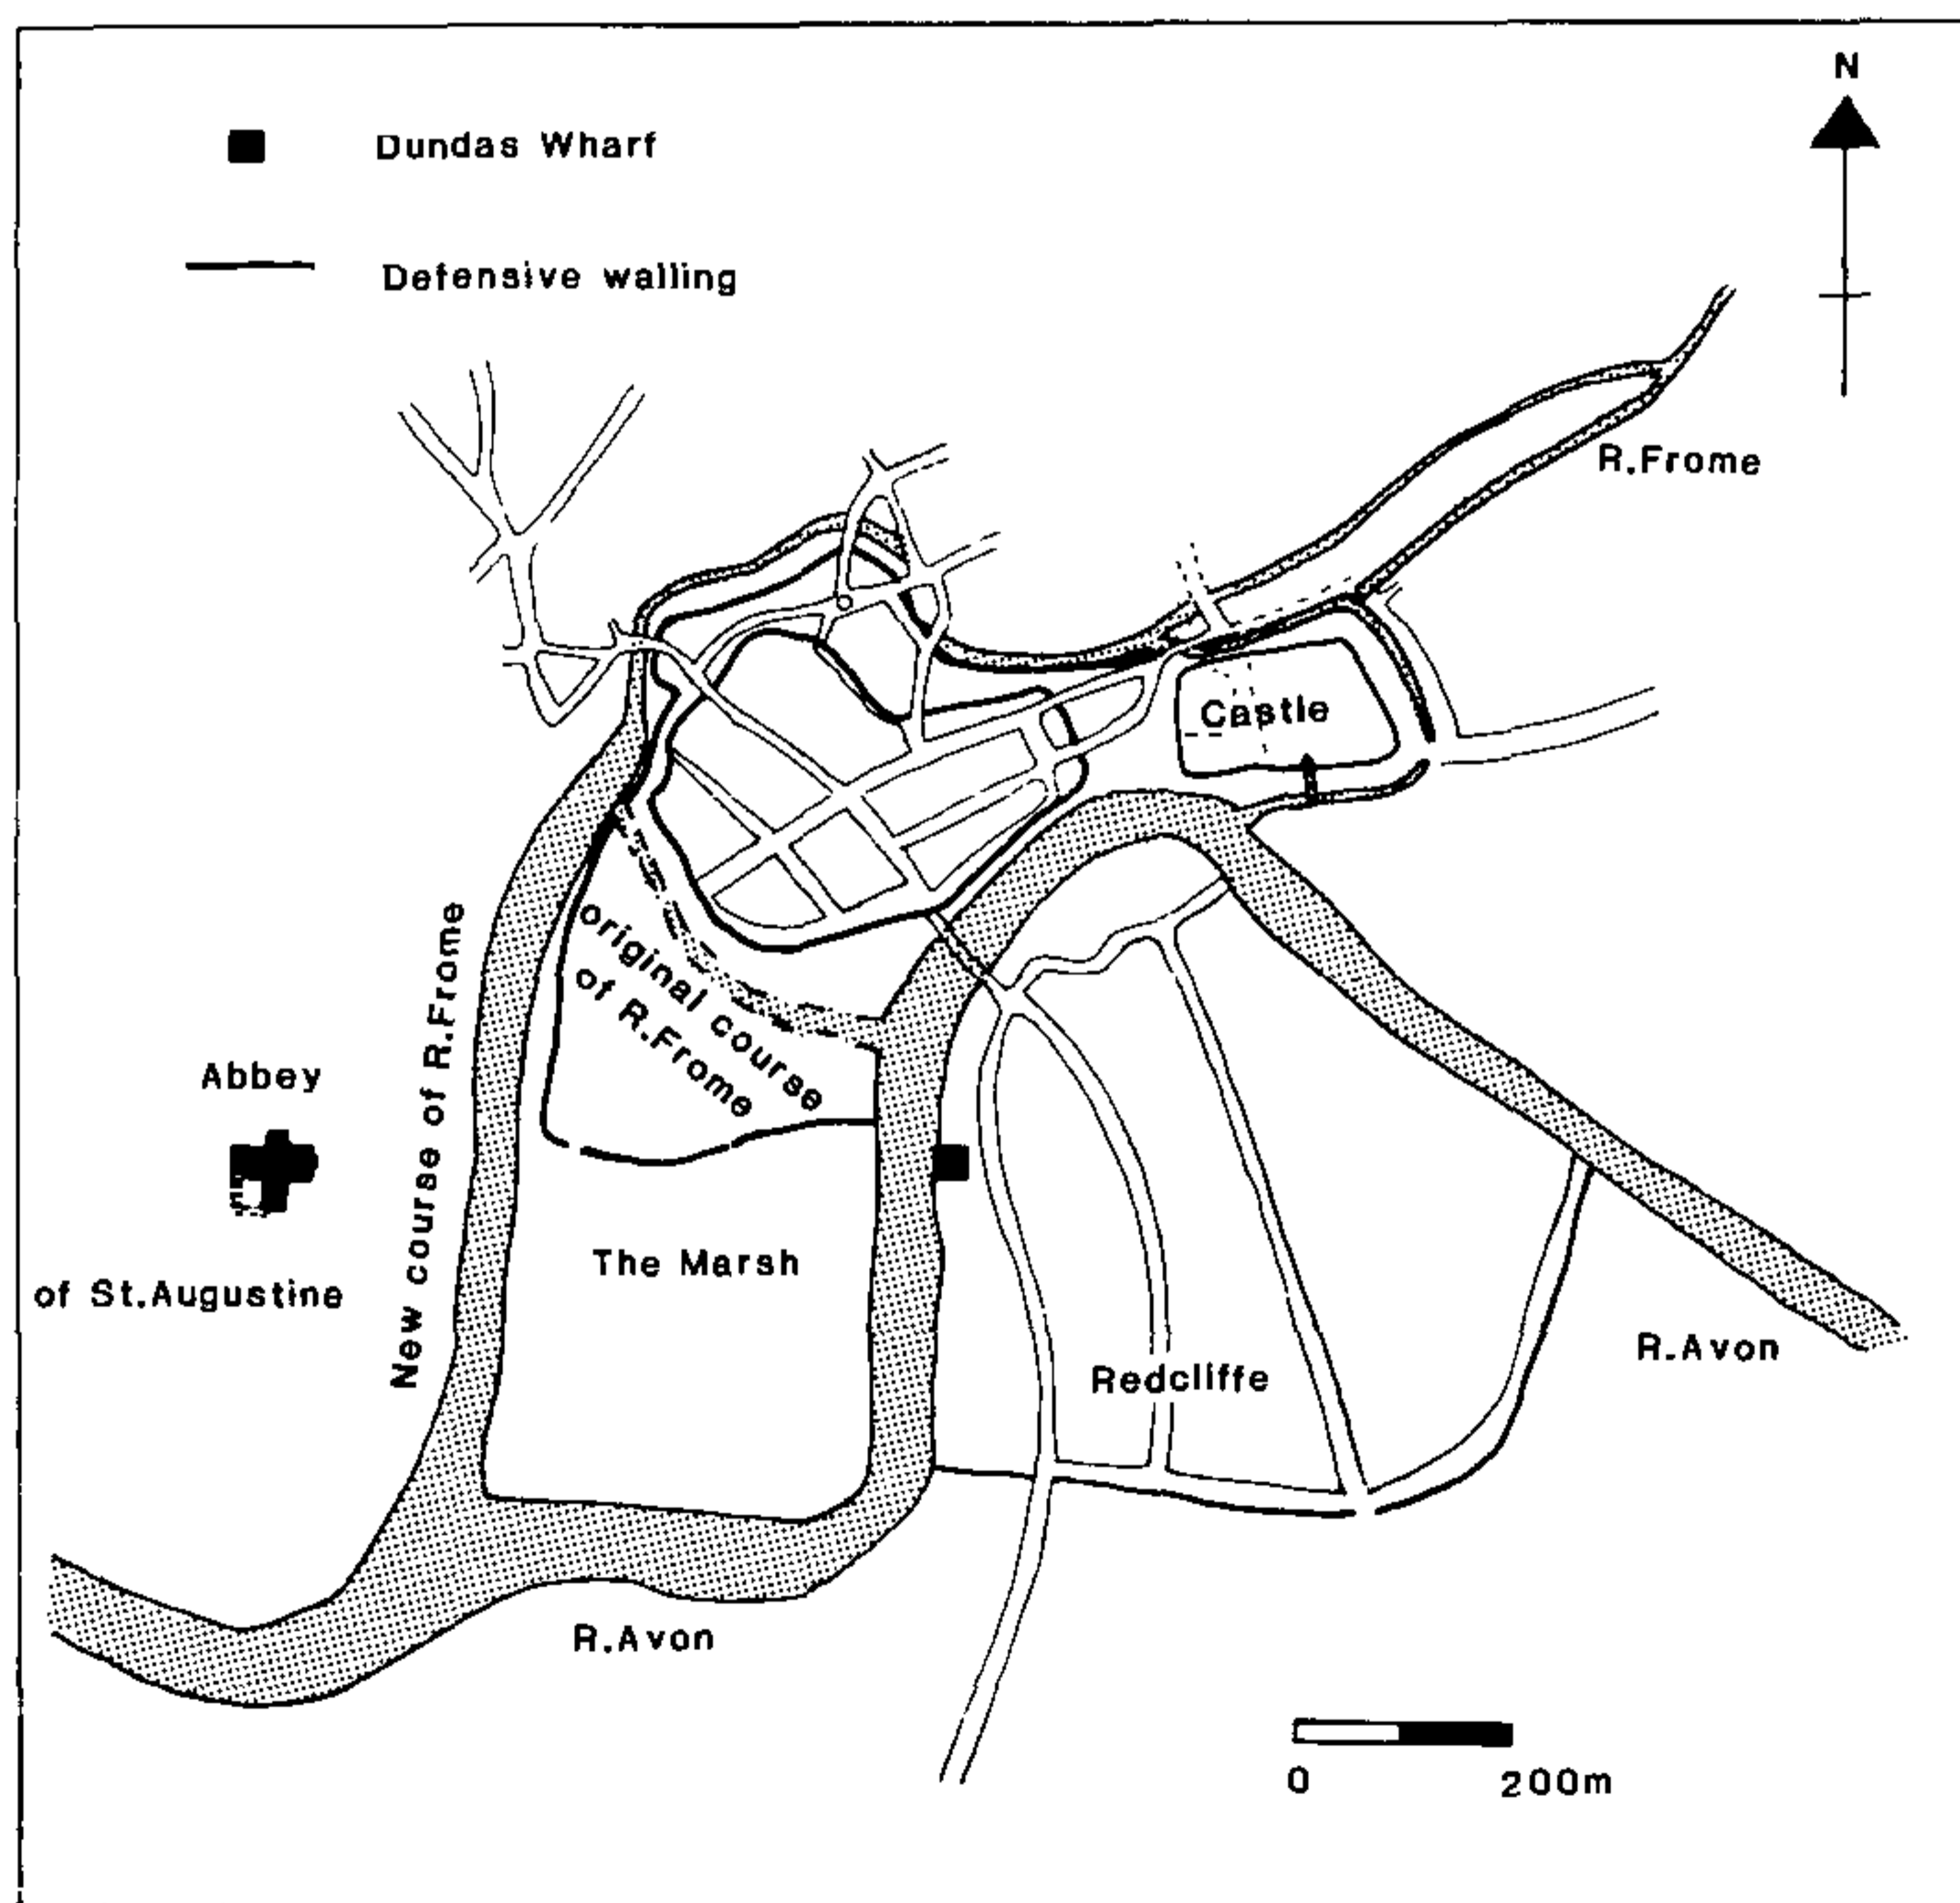 N
Dundas Wharf
Defensive walling
R.Frome
Castle
original course
of R.Frome
New course of R.Frome
Abbey
of St.Augustine
The Marsh
Redcliffe
R.Avon
R.Avon
0 200m